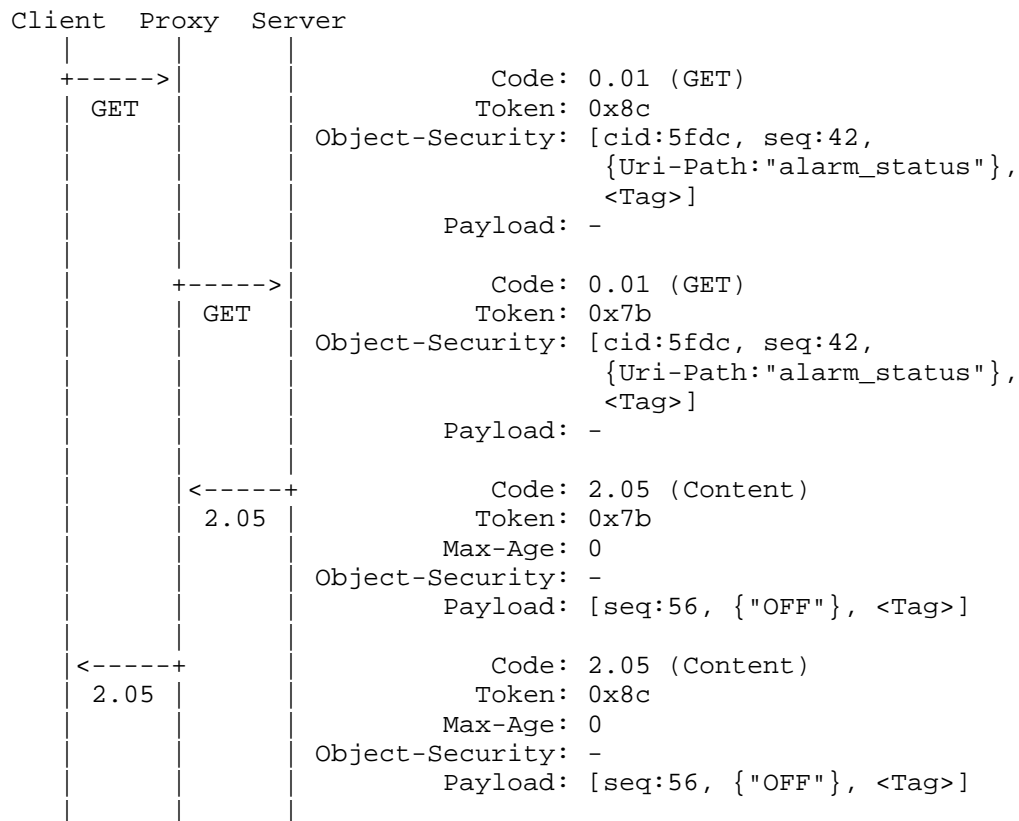 Client  Proxy  Server
   |      |      |
   +----->|      |            Code: 0.01 (GET)
   | GET  |      |           Token: 0x8c
   |      |      | Object-Security: [cid:5fdc, seq:42,
   |      |      |                   {Uri-Path:"alarm_status"},
   |      |      |                   <Tag>]
   |      |      |         Payload: -
   |      |      |
   |      +----->|            Code: 0.01 (GET)
   |      | GET  |           Token: 0x7b
   |      |      | Object-Security: [cid:5fdc, seq:42,
   |      |      |                   {Uri-Path:"alarm_status"},
   |      |      |                   <Tag>]
   |      |      |         Payload: -
   |      |      |
   |      |<-----+            Code: 2.05 (Content)
   |      | 2.05 |           Token: 0x7b
   |      |      |         Max-Age: 0
   |      |      | Object-Security: -
   |      |      |         Payload: [seq:56, {"OFF"}, <Tag>]
   |      |      |
   |<-----+      |            Code: 2.05 (Content)
   | 2.05 |      |           Token: 0x8c
   |      |      |         Max-Age: 0
   |      |      | Object-Security: -
   |      |      |         Payload: [seq:56, {"OFF"}, <Tag>]
   |      |      |